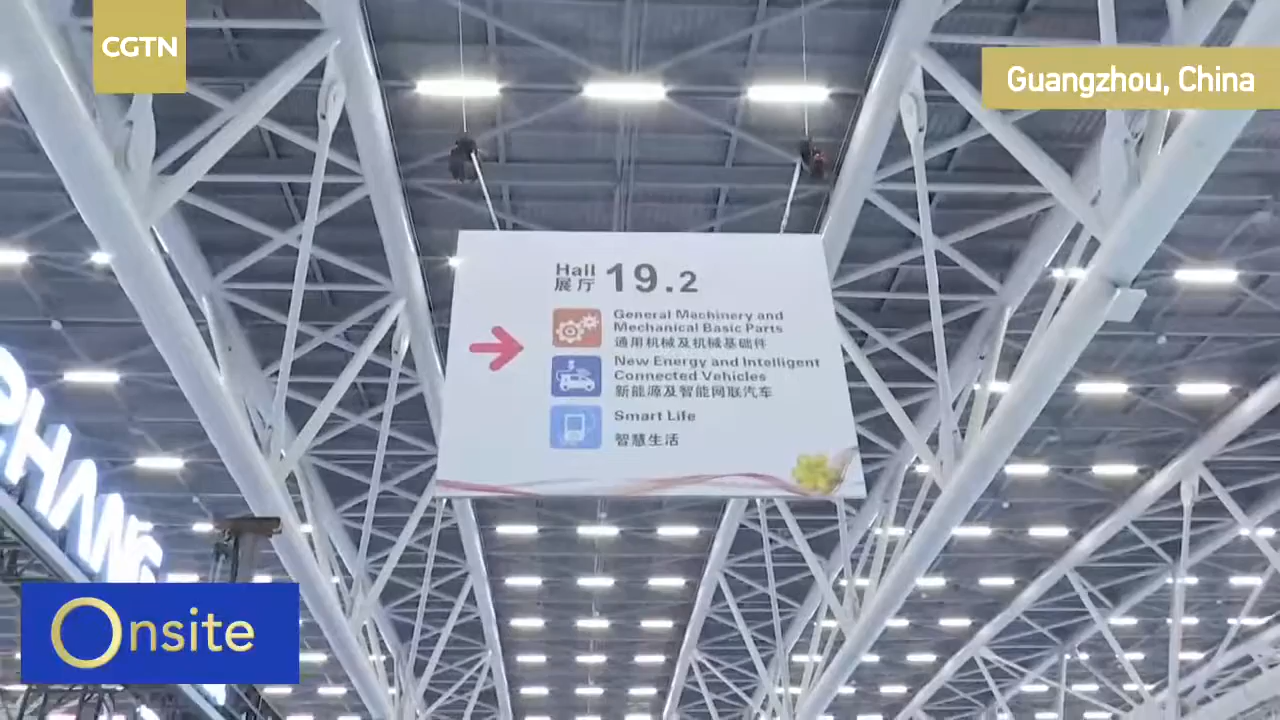 CGTN
Guangzhou, China
Hall
展厅
19.2
General Machinery and
Mechanical Basic Parts
通用机械及机械基础件
New Energy and Intelligent
Connected Vehicles
新能源及智能网联汽车
Smart Life
智慧生活
Onsite